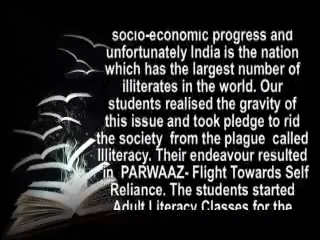 socio-economic progress and
unfortunately India is the nation
which has the largest number of
illiterates in the world. Our
students realised the gravity of
this issue and took pledge to rid
the society from the plague called
Illiteracy. Their endeavour resulted
in PARWAAZ- Flight Towards Self
Reliance. The students started
Adult Literacy Classes for the